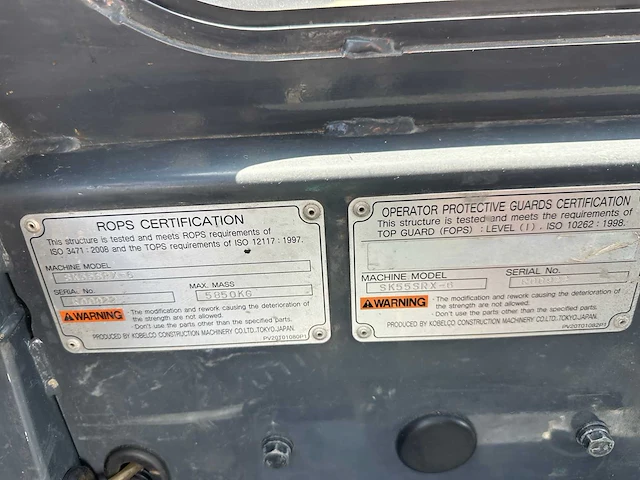 ROPS CERTIFICATION
This structure is tested and meets ROPS requirements of
ISO 3471 : 2008 and the TOPS requirements of ISO 12117 : 1997.
MACHINE MODEL
SERIAL No.
MAX. MASS
5850KG
WARNING
・The modification and rework causing the deterioration of
the strength are not allowed.
・Don't use the parts other than the specified parts.
PRODUCED BY KOBELCO CONSTRUCTION MACHINERY CO.LTD.TOKYO JAPAN.
PV20T01080P1
OPERATOR PROTECTIVE GUARDS CERTIFICATION
This structure is tested and meets the requirements of
TOP GUARD (FOPS) : LEVEL (I) , ISO 10262 : 1998.
MACHINE MODEL
SERIAL No.
SK55SRX-6
WARNING
・The modification and rework causing the deterioration of
the strength are not allowed.
・Don't use the parts other than the specified parts.
PRODUCED BY KOBELCO CONSTRUCTION MACHINERY CO.LTD.TOKYO JAPAN.
PV20T01082P1